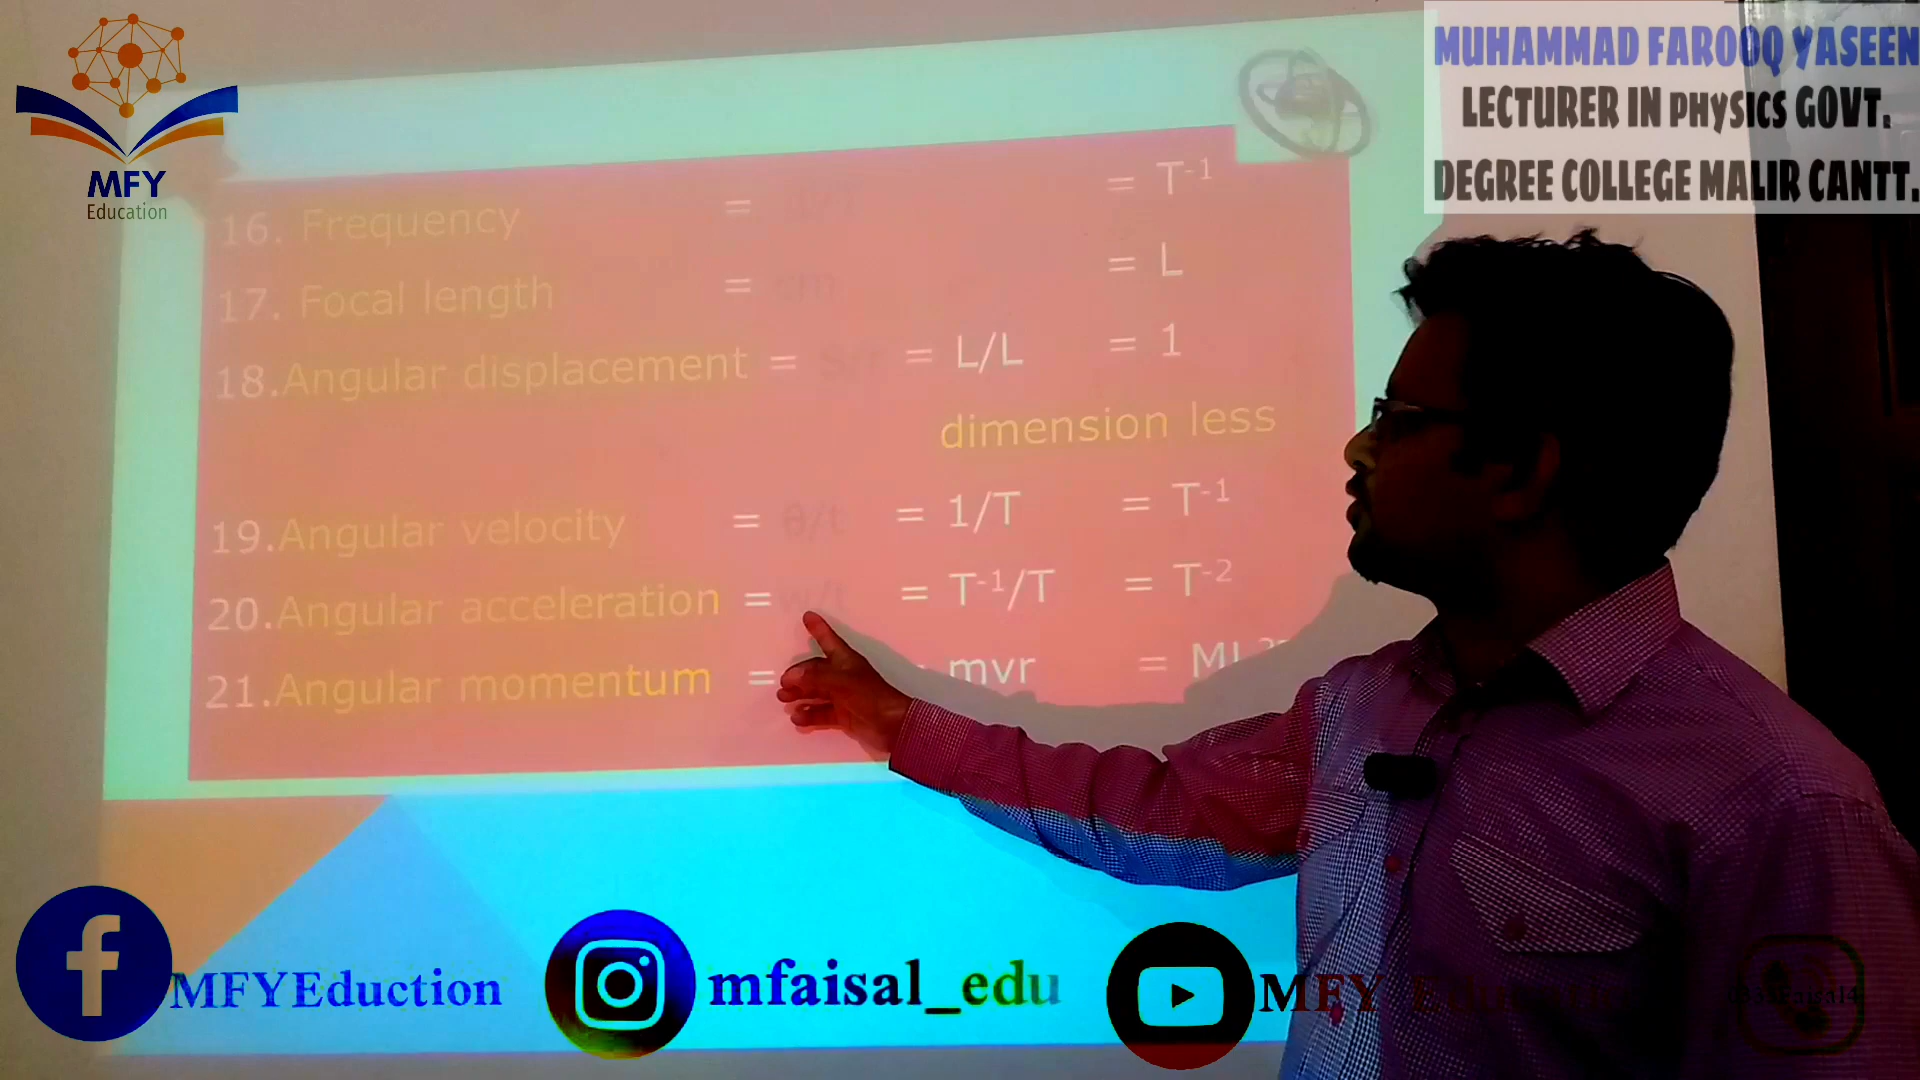 MUHAMMAD FAROOQ YASEEN
LECTURER IN PHYSICS GOVT.
DEGREE COLLEGE MALIR CANTT.
MFY
Education
16. Frequency = = T⁻¹
17. Focal length = = L
18.Angular displacement = S/r = L/L = 1
dimension less
19.Angular velocity = θ/t = 1/T = T⁻¹
20.Angular acceleration = w/t = T⁻¹/T = T⁻²
21.Angular momentum = mvr = ML²
MFYEduction
mfaisal_edu
MFY Education